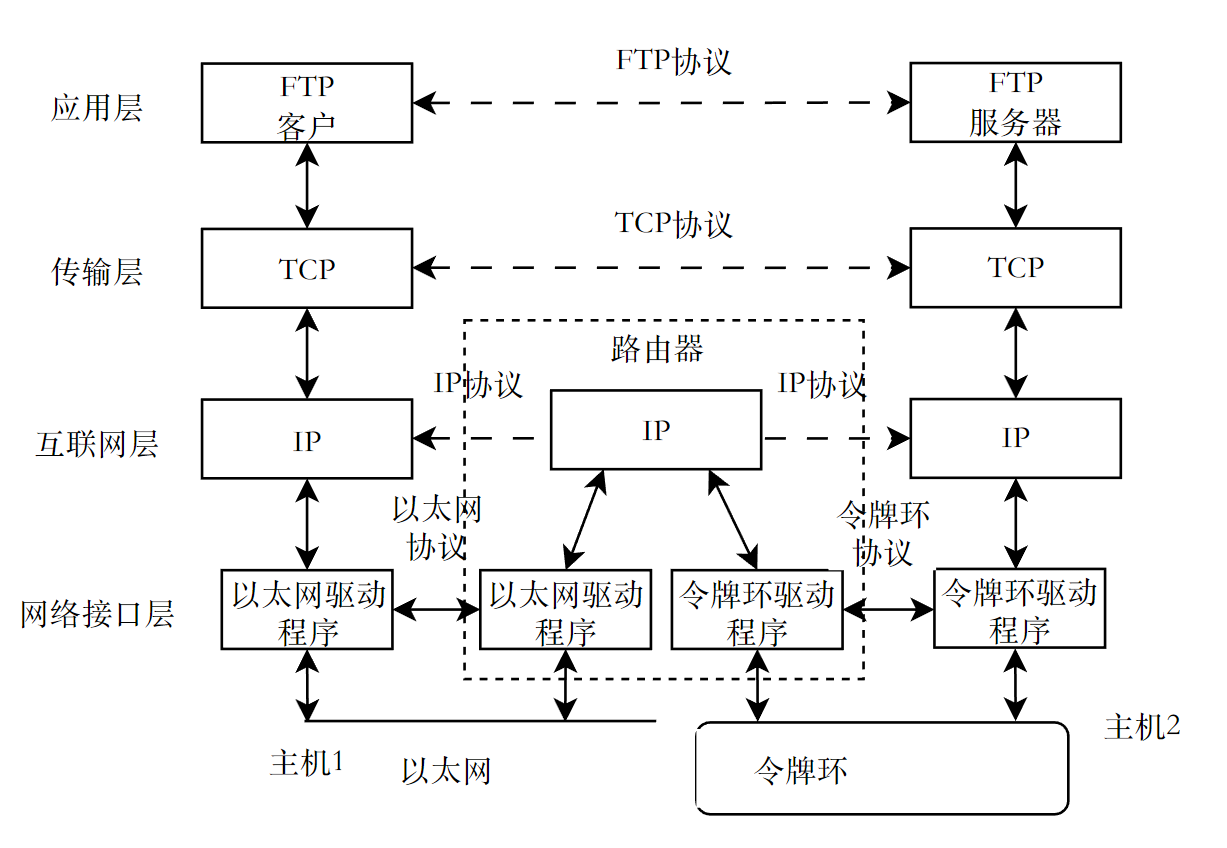 FTP协议
应用层
FTP
客户
FTP
服务器
TCP协议
传输层
TCP
TCP
路由器
IP协议
IP协议
互联网层
IP
IP
IP
以太网
协议
令牌环
协议
网络接口层
以太网驱动
程序
以太网驱动
程序
令牌环驱动
程序
令牌环驱动
程序
主机1
以太网
令牌环
主机2